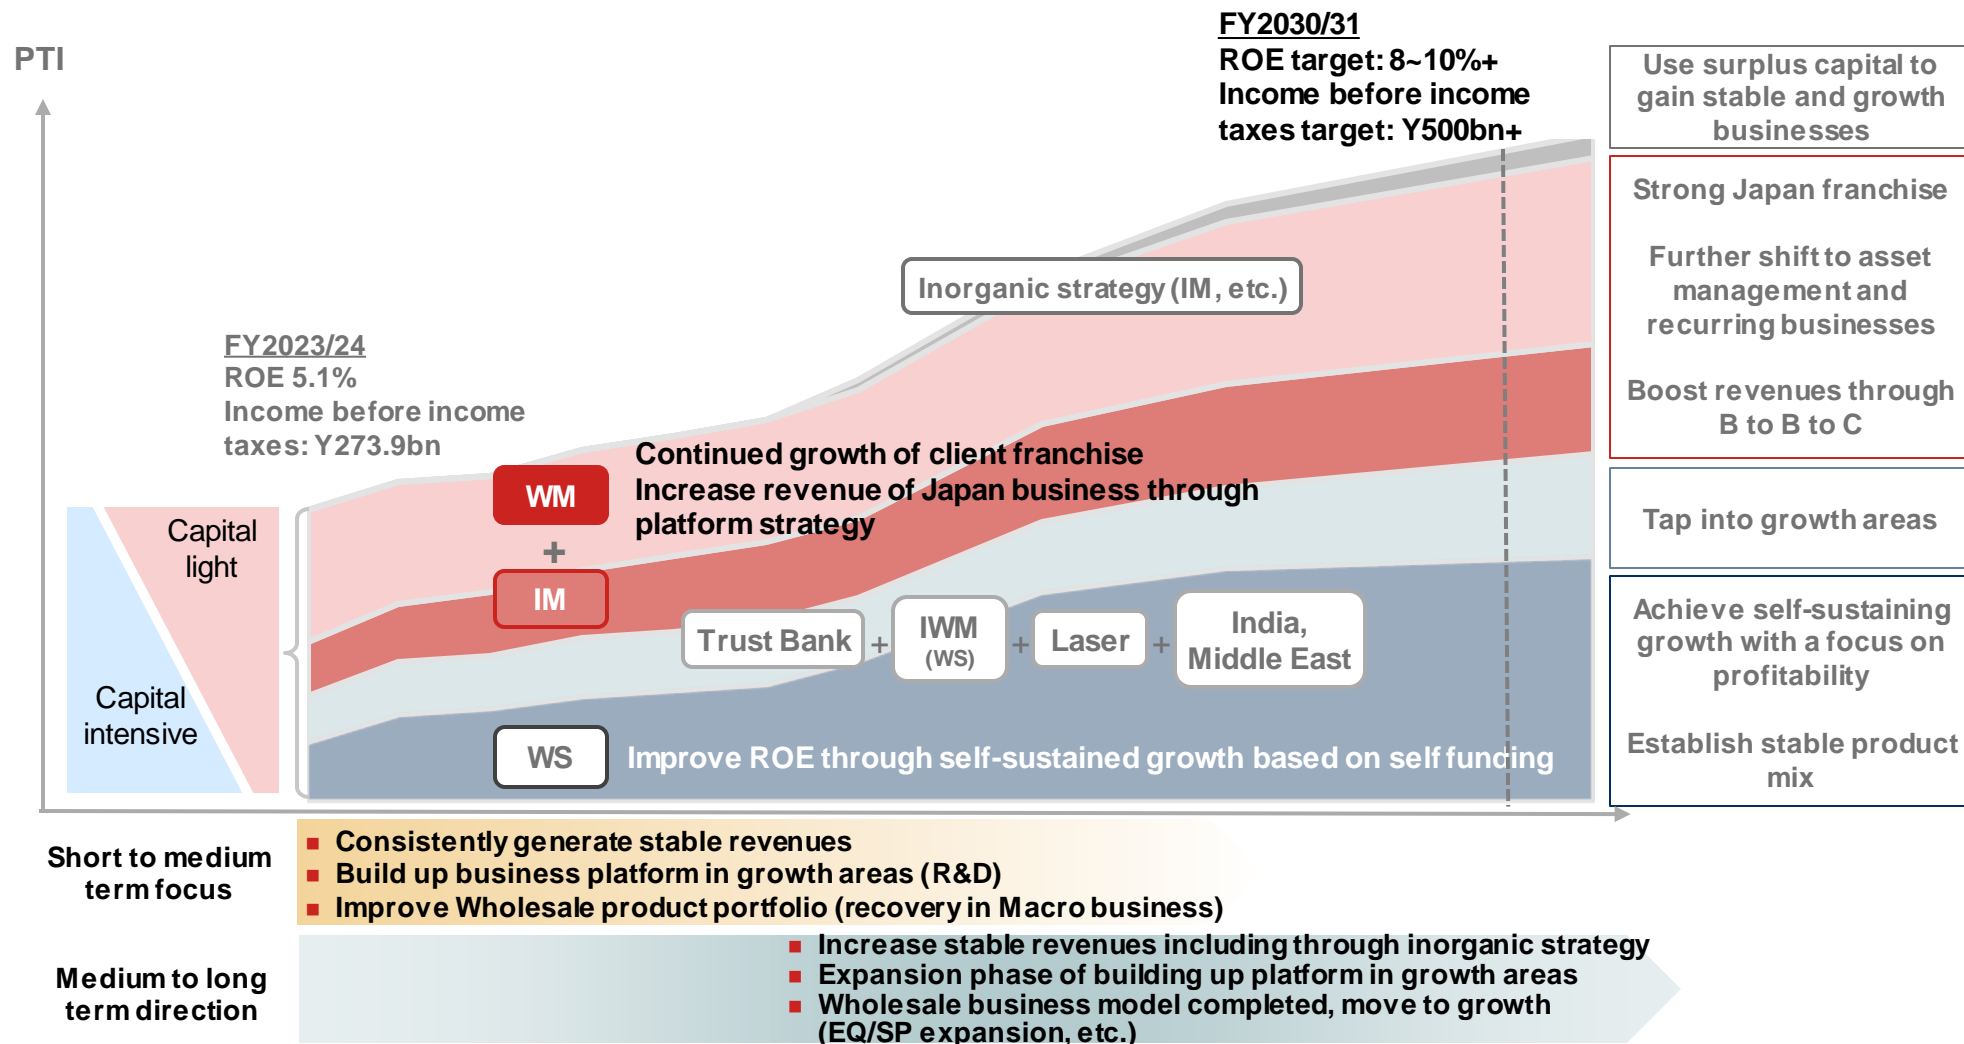 PTI
FY2030/31
ROE target: 8~10%+
Income before income
taxes target: Y500bn+
FY2023/24
ROE 5.1%
Income before income
taxes: Y273.9bn
Inorganic strategy (IM, etc.)
WM
+
IM
Continued growth of client franchise
Increase revenue of Japan business through
platform strategy
Capital
light
Capital
intensive
Trust Bank
+
IWM
(WS)
+
Laser
+
India,
Middle East
WS
Improve ROE through self-sustained growth based on self funding
Use surplus capital to
gain stable and growth
businesses
Strong Japan franchise
Further shift to asset
management and
recurring businesses
Boost revenues through
B to B to C
Tap into growth areas
Achieve self-sustaining
growth with a focus on
profitability
Establish stable product
mix
Short to medium
term focus
Consistently generate stable revenues
Build up business platform in growth areas (R&D)
Improve Wholesale product portfolio (recovery in Macro business)
Medium to long
term direction
Increase stable revenues including through inorganic strategy
Expansion phase of building up platform in growth areas
Wholesale business model completed, move to growth
(EQ/SP expansion, etc.)